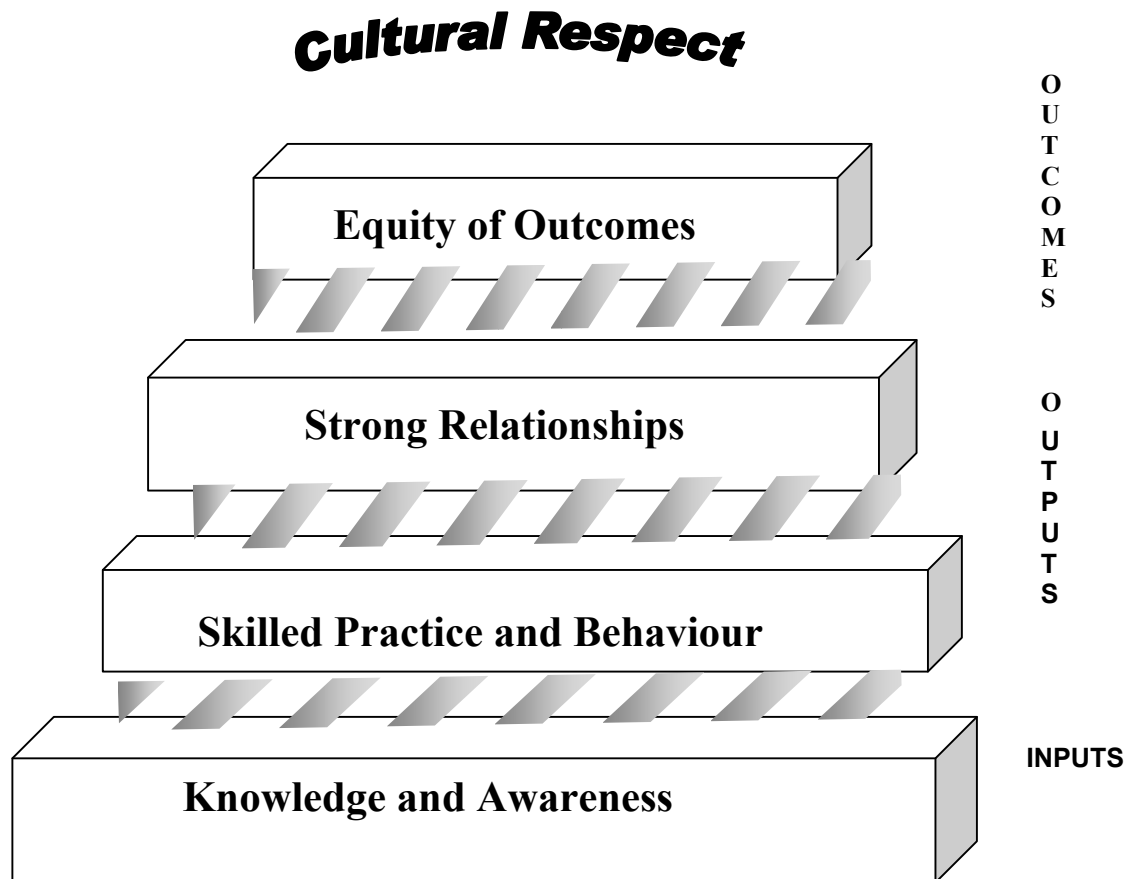 Cultural Respect
OUTCOMES
Equity of Outcomes
Strong Relationships
OUTPUTS
Skilled Practice and Behaviour
INPUTS
Knowledge and Awareness